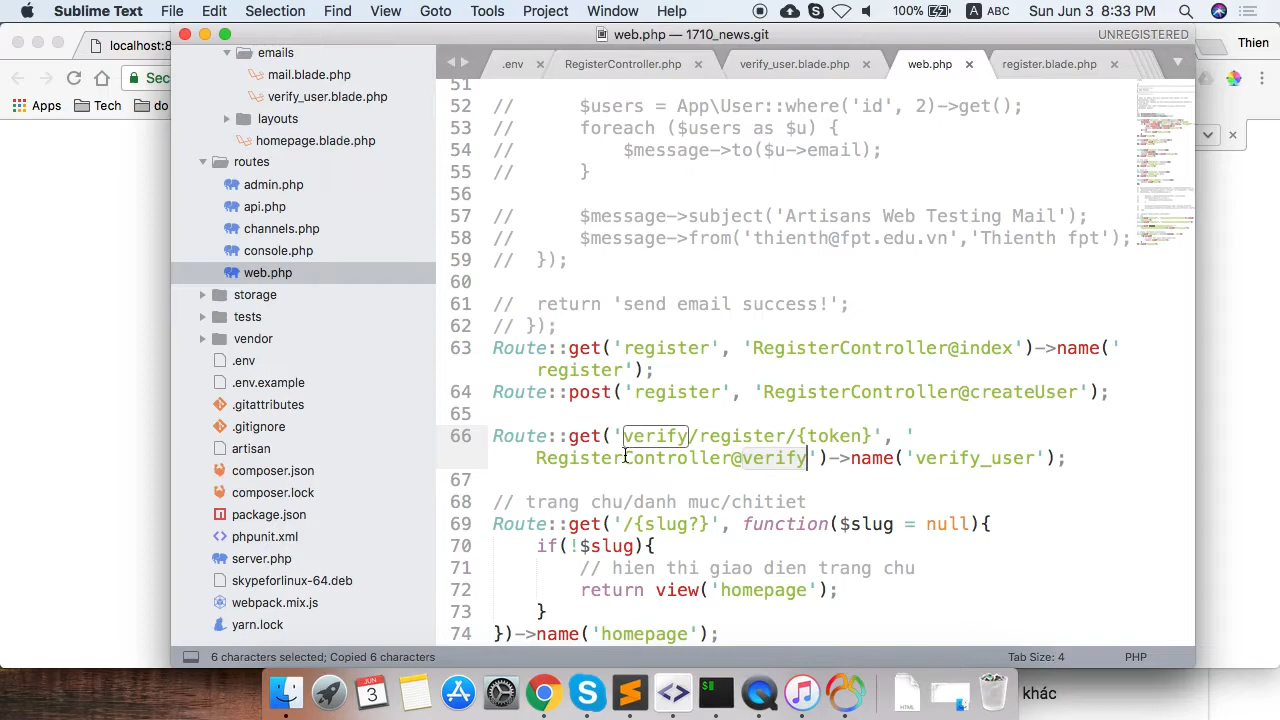 Sublime Text File Edit Selection Find View Goto Tools Project Window Help 100% A ABC Sun Jun 3 8:33 PM
web.php — 1710_news.git UNREGISTERED
localhost:8
Thien
Secu
Apps Tech do
.env RegisterController.php verify_user.blade.php web.php register.blade.php
emails
mail.blade.php
verify_user.blade.php
layouts
homepage.blade.php
routes
admin.php
api.php
channels.php
console.php
web.php
storage
tests
vendor
.env
.env.example
.gitattributes
.gitignore
artisan
composer.json
composer.lock
package.json
phpunit.xml
server.php
skypeforlinux-64.deb
webpack.mix.js
yarn.lock
51
52 // $users = App\User::where('id', 2)->get();
53 // foreach ($users as $u) {
54 // $message->to($u->email);
55 // }
56
57 // $message->subject('Artisans Web Testing Mail');
58 // $message->from('thienth@fpt.edu.vn','Thienth fpt');
59 // });
60
61 // return 'send email success!';
62 // });
63 Route::get('register', 'RegisterController@index')->name('
register');
64 Route::post('register', 'RegisterController@createUser');
65
66 Route::get('verify/register/{token}', '
RegisterController@verify')->name('verify_user');
67
68 // trang chu/danh muc/chitiet
69 Route::get('/{slug?}', function($slug = null){
70 if(!$slug){
71 // hien thi giao dien trang chu
72 return view('homepage');
73 }
74 })->name('homepage');
6 characters selected; Copied 6 characters Tab Size: 4 PHP
JUN
3
HTML
khác